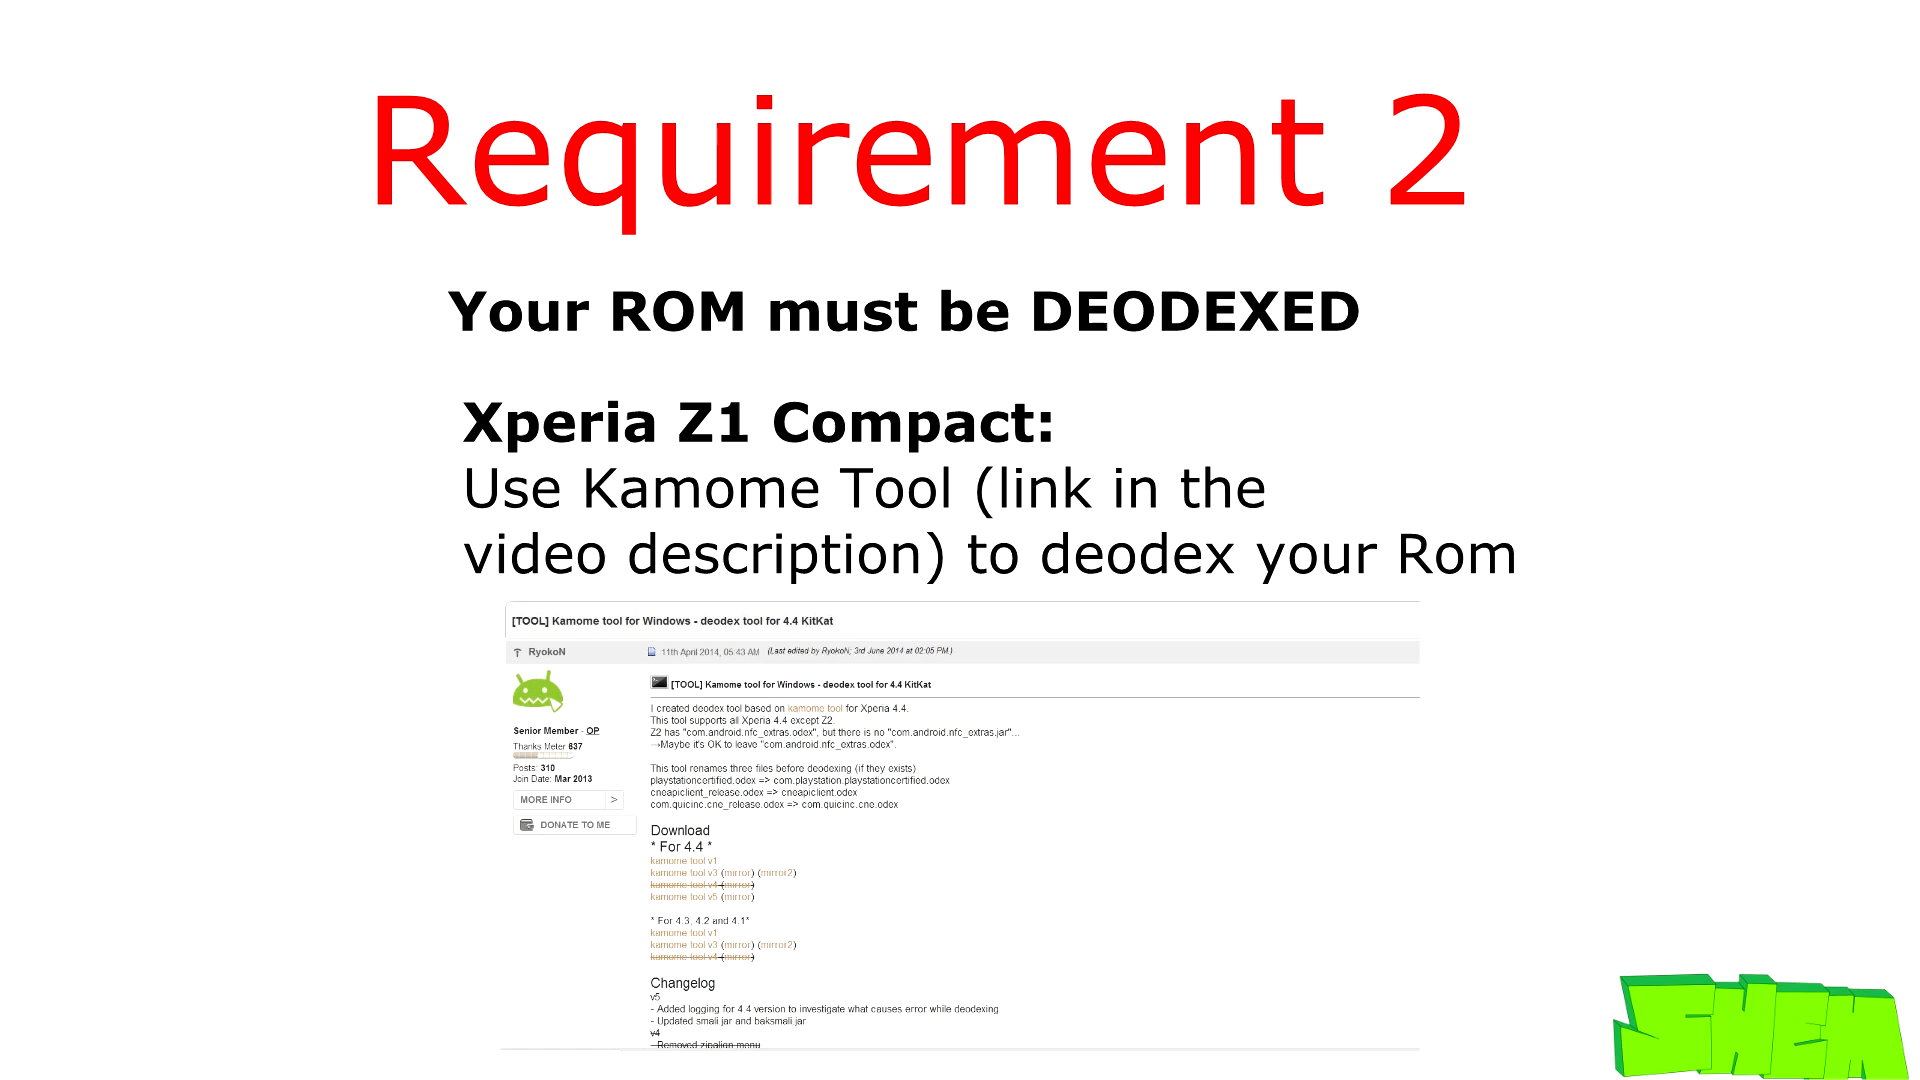 Requirement 2
Your ROM must be DEODEXED
Xperia Z1 Compact:
Use Kamome Tool (link in the
video description) to deodex your Rom
[TOOL] Kamome tool for Windows - deodex tool for 4.4 KitKat
RyokoN
11th April 2014, 05:43 AM (Last edited by RyokoN; 3rd June 2014 at 02:05 PM.)
[TOOL] Kamome tool for Windows - deodex tool for 4.4 KitKat
Senior Member - OP
Thanks Meter 637
Posts: 310
Join Date: Mar 2013
MORE INFO >
DONATE TO ME
I created deodex tool based on kamome tool for Xperia 4.4.
This tool supports all Xperia 4.4 except Z2.
Z2 has "com.android.nfc_extras.odex", but there is no "com.android.nfc_extras.jar"...
→Maybe it's OK to leave "com.android.nfc_extras.odex".
This tool renames three files before deodexing (if they exists)
playstationcertified.odex => com.playstation.playstationcertified.odex
cneapiclient_release.odex => cneapiclient.odex
com.quicinc.cne_release.odex => com.quicinc.cne.odex
Download
* For 4.4 *
kamome tool v1
kamome tool v3 (mirror) (mirror2)
kamome tool v4 (mirror)
kamome tool v5 (mirror)
* For 4.3, 4.2 and 4.1*
kamome tool v1
kamome tool v3 (mirror) (mirror2)
kamome tool v4 (mirror)
Changelog
v5
- Added logging for 4.4 version to investigate what causes error while deodexing
- Updated smali jar and baksmali jar
v4
- Removed zipalign menu